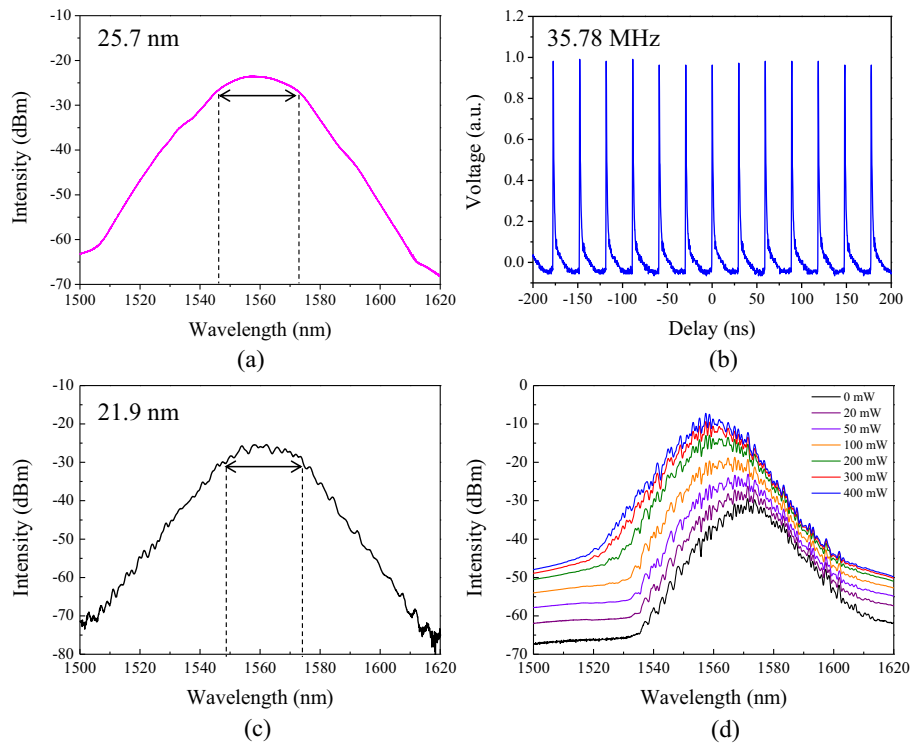 25.7 nm
-10
-20
-30
-40
-50
-60
-70
Intensity (dBm)
1500 1520 1540 1560 1580 1600 1620
Wavelength (nm)
(a)
35.78 MHz
1.2
1.0
0.8
0.6
0.4
0.2
0.0
Voltage (a.u.)
-200 -150 -100 -50 0 50 100 150 200
Delay (ns)
(b)
21.9 nm
-10
-20
-30
-40
-50
-60
-70
-80
Intensity (dBm)
1500 1520 1540 1560 1580 1600 1620
Wavelength (nm)
(c)
0
-10
-20
-30
-40
-50
-60
-70
Intensity (dBm)
0 mW
20 mW
50 mW
100 mW
200 mW
300 mW
400 mW
1500 1520 1540 1560 1580 1600 1620
Wavelength (nm)
(d)